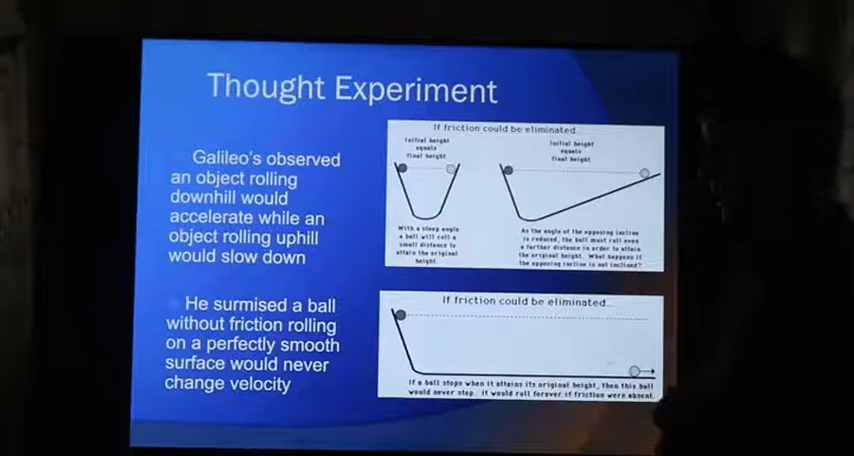 Thought Experiment
Galileo's observed
an object rolling
downhill would
accelerate while an
object rolling uphill
would slow down
He surmised a ball
without friction rolling
on a perfectly smooth
surface would never
change velocity
If friction could be eliminated...
Initial height
equals
final height
Initial height
equals
final height
With a steep angle
a ball will roll a
small distance to
attain the original
height.
As the angle of the opposing incline
is reduced, the ball must roll even
a farther distance in order to attain
the original height. What happens if
the opposing incline is not inclined?
If friction could be eliminated...
If a ball stops when it attains its original height, then this ball
would never stop. It would roll forever if friction were absent.